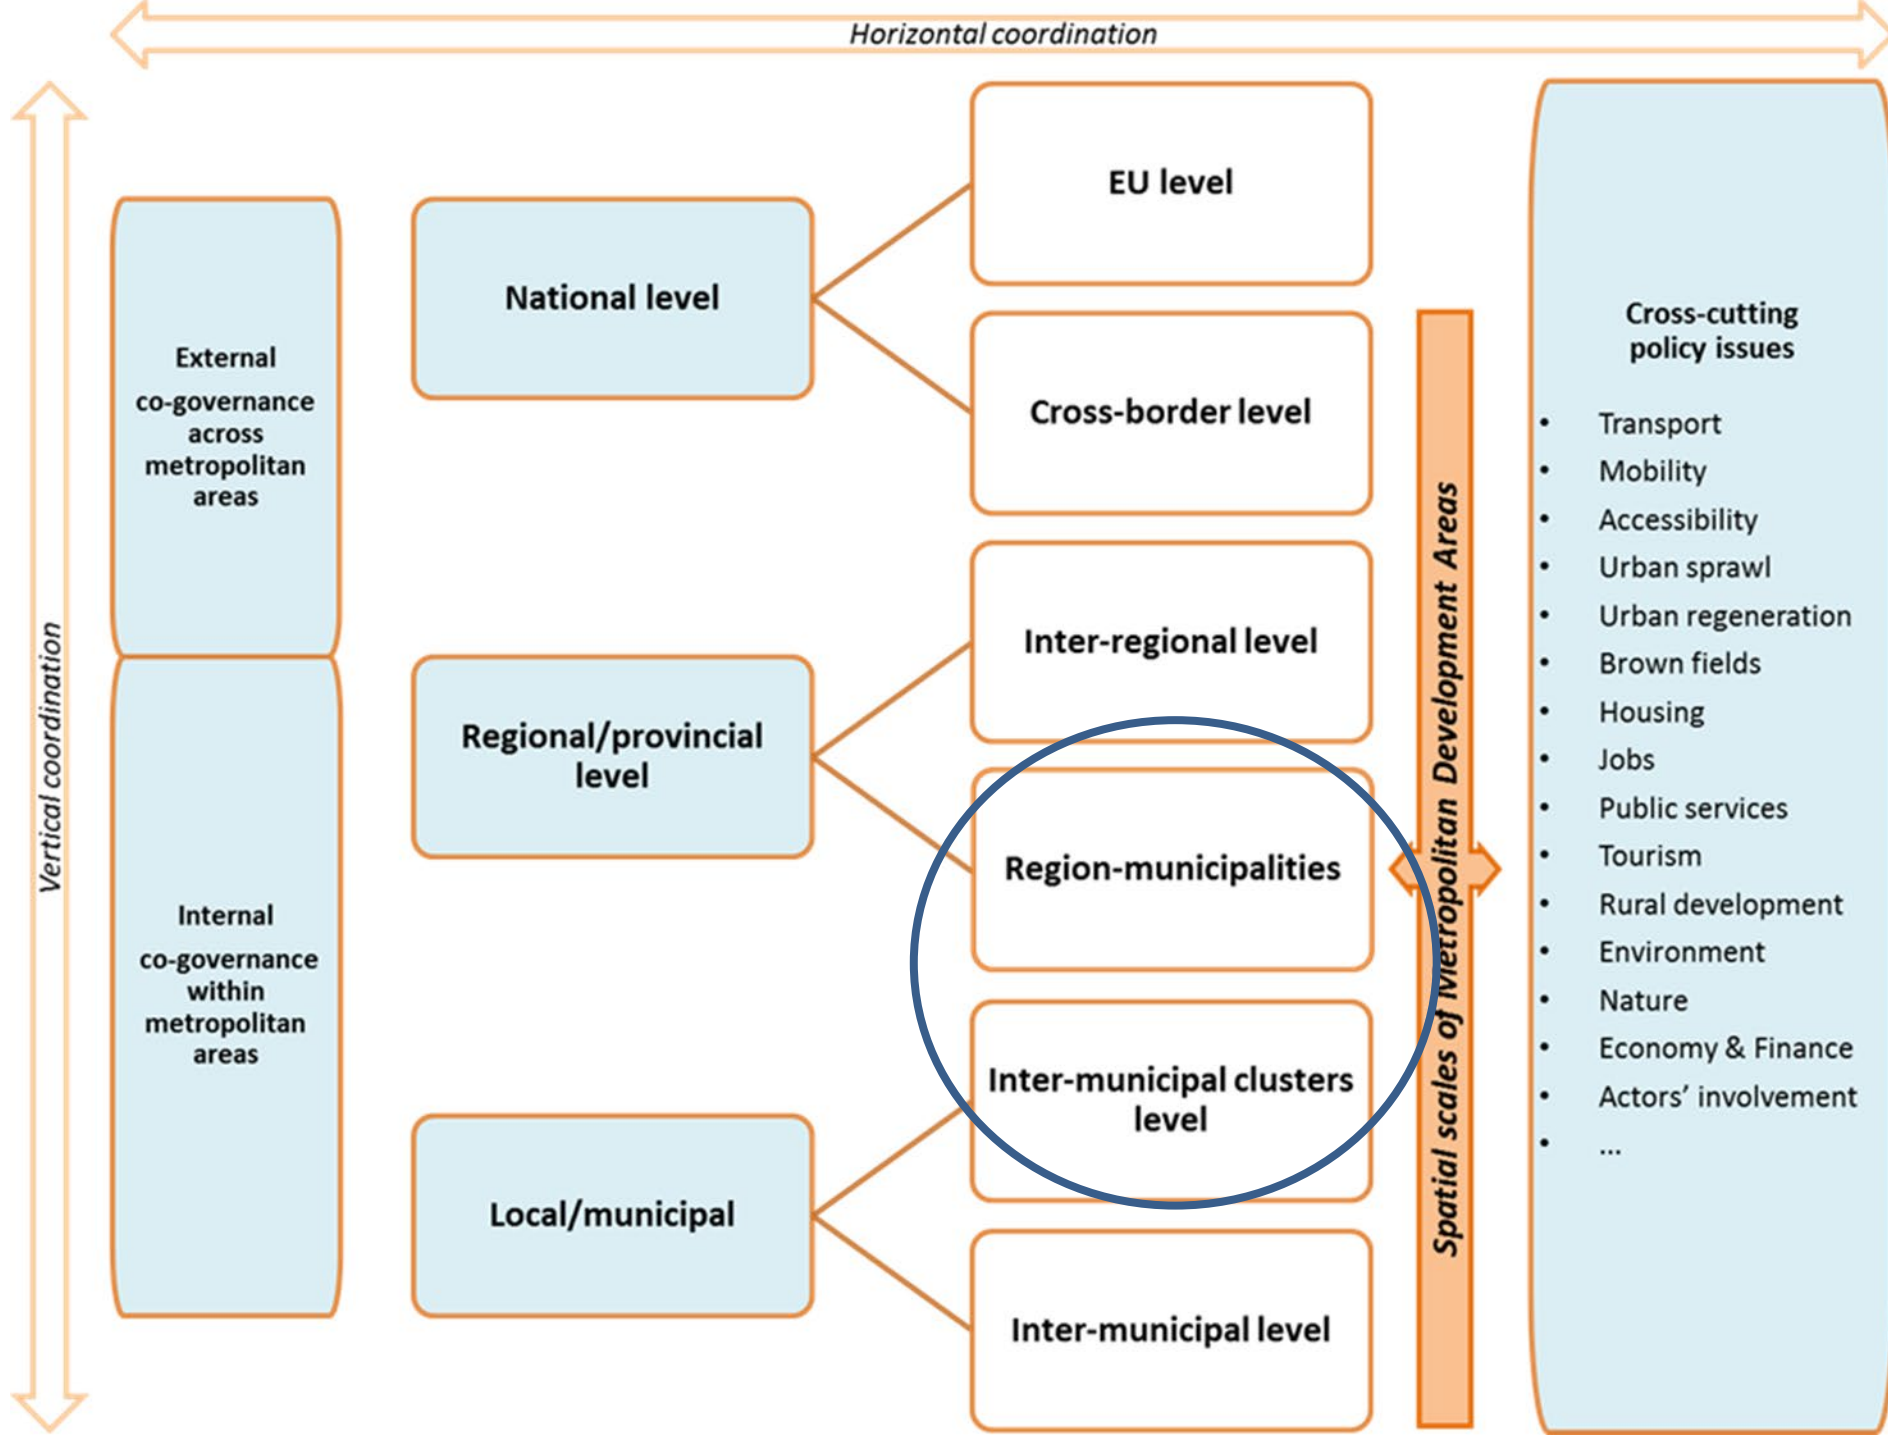 Horizontal coordination
Vertical coordination
External
co-governance
across
metropolitan
areas
Internal
co-governance
within
metropolitan
areas
National level
Regional/provincial
level
Local/municipal
EU level
Cross-border level
Inter-regional level
Region-municipalities
Inter-municipal clusters
level
Inter-municipal level
Spatial scales of Metropolitan Development Areas
Cross-cutting
policy issues
• Transport
• Mobility
• Accessibility
• Urban sprawl
• Urban regeneration
• Brown fields
• Housing
• Jobs
• Public services
• Tourism
• Rural development
• Environment
• Nature
• Economy & Finance
• Actors’ involvement
• ...